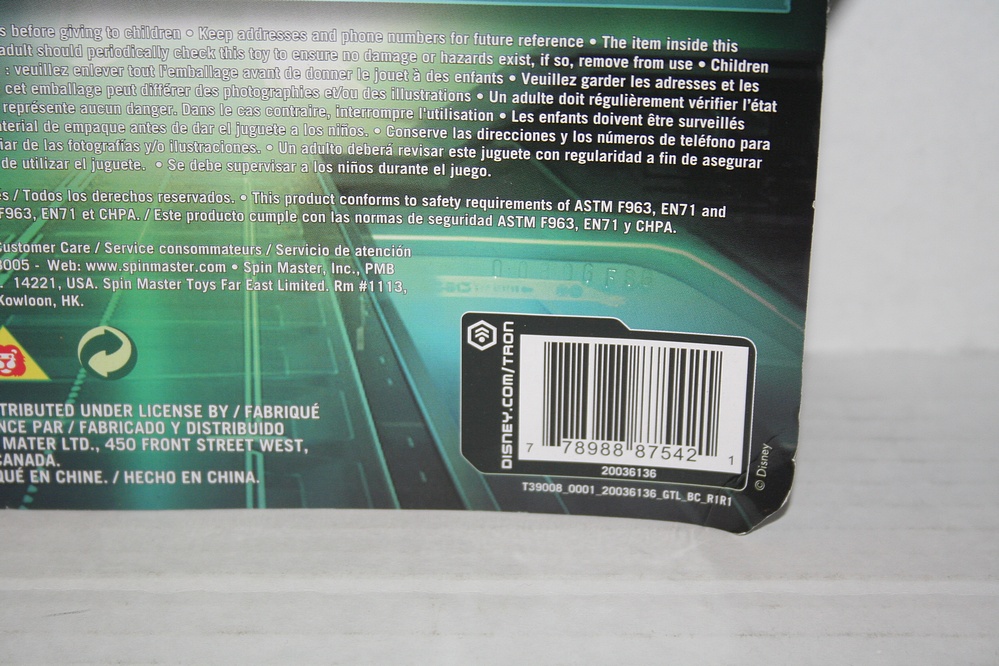 s before giving to children • Keep addresses and phone numbers for future reference • The item inside this
adult should periodically check this toy to ensure no damage or hazards exist, if so, remove from use • Children
: veuillez enlever tout l'emballage avant de donner le jouet à des enfants • Veuillez garder les adresses et les
cet emballage peut différer des photographies et/ou des illustrations • Un adulte doit régulièrement vérifier l'état
représente aucun danger. Dans le cas contraire, interrompre l'utilisation • Les enfants doivent être surveillés
aterial de empaque antes de dar el juguete a los niños. • Conserve las direcciones y los números de teléfono para
iar de las fotografías y/o ilustraciones. • Un adulto deberá revisar este juguete con regularidad a fin de asegurar
de utilizar el juguete. • Se debe supervisar a los niños durante el juego.
és / Todos los derechos reservados. • This product conforms to safety requirements of ASTM F963, EN71 and
F963, EN71 et CHPA. / Este producto cumple con las normas de seguridad ASTM F963, EN71 y CHPA.
Customer Care / Service consommateurs / Servicio de atención
3005 - Web: www.spinmaster.com • Spin Master, Inc., PMB
. 14221, USA. Spin Master Toys Far East Limited. Rm #1113,
Kowloon, HK.
TRIBUTED UNDER LICENSE BY / FABRIQUÉ
NCE PAR / FABRICADO Y DISTRIBUIDO
MATER LTD., 450 FRONT STREET WEST,
CANADA.
QUÉ EN CHINE. / HECHO EN CHINA.
DISNEY.COM/TRON
7 78988 87542 1
20036136
T39008_0001_20036136_GTL_BC_R1R1
© Disney